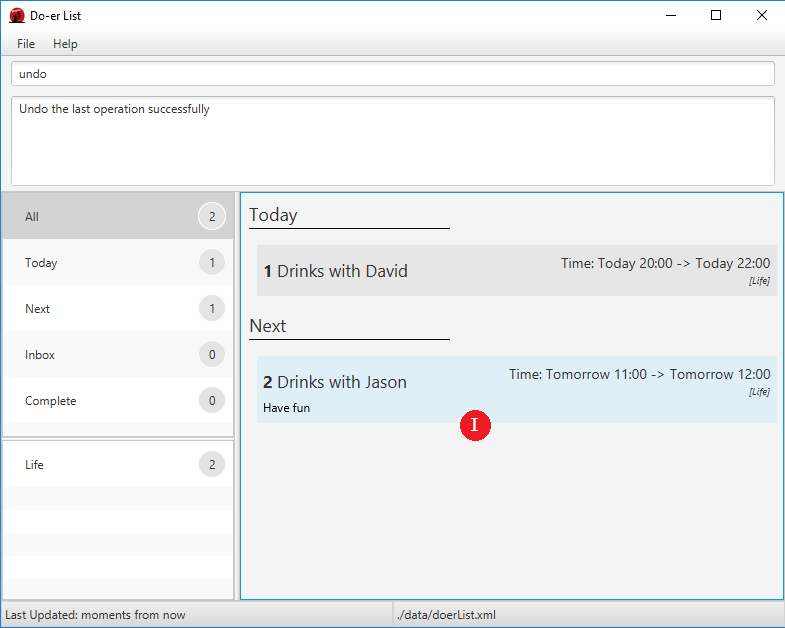 Do-er List
File Help
undo
Undo the last operation successfully
All 2
Today 1
Next 1
Inbox 0
Complete 0
Life 2
Today
1 Drinks with David
Time: Today 20:00 -> Today 22:00
[Life]
Next
2 Drinks with Jason
Time: Tomorrow 11:00 -> Tomorrow 12:00
[Life]
Have fun
I
Last Updated: moments from now
./data/doerList.xml